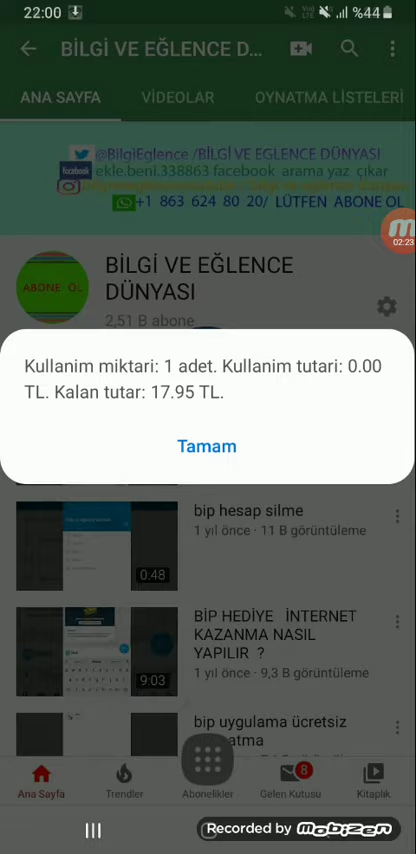 22:00 %44
BİLGİ VE EĞLENCE D...
ANA SAYFA VİDEOLAR OYNATMA LİSTELERİ
@BilgiEglence /BİLGİ VE EGLENCE DÜNYASI
facebook ekle.beni.338863 facebook arama yaz çıkar
+1 863 624 80 20/ LÜTFEN ABONE OL
02:23
ABONE OL
BİLGİ VE EĞLENCE
DÜNYASI
2,51 B abone
Kullanim miktari: 1 adet. Kullanim tutari: 0.00
TL. Kalan tutar: 17.95 TL.
Tamam
bip hesap silme
1 yıl önce · 11 B görüntüleme
0:48
BİP HEDİYE İNTERNET
KAZANMA NASIL
YAPILIR ?
1 yıl önce · 9,3 B görüntüleme
9:03
bip uygulama ücretsiz
8
Ana Sayfa Trendler Abonelikler Gelen Kutusu Kitaplık
Recorded by MOBIZEN